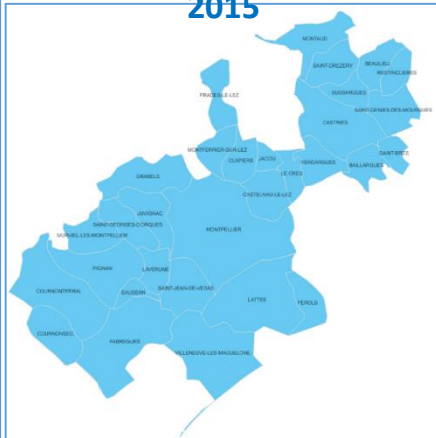 2015
MONTAUD
SAINT-DREZERY
BEAULIEU
RESTINCLIERES
SUSSARGUES
SAINT-GENIES-DES-MOURGUES
CASTRIES
PRADES-LE-LEZ
MONTFERRIER-SUR-LEZ
CLAPIERS
JACOU
VENDARGUES
SAINT-BRES
BAILLARGUES
LE CRES
CASTELNAU-LE-LEZ
GRABELS
JUVIGNAC
SAINT-GEORGES-D'ORQUES
MURVIEL-LES-MONTPELLIER
MONTPELLIER
PIGNAN
LAVERUNE
COURNONTERRAL
SAUSSAN
SAINT-JEAN-DE-VEDAS
LATTES
PEROLS
COURNONSEC
FABREGUES
VILLENEUVE-LES-MAGUELONE